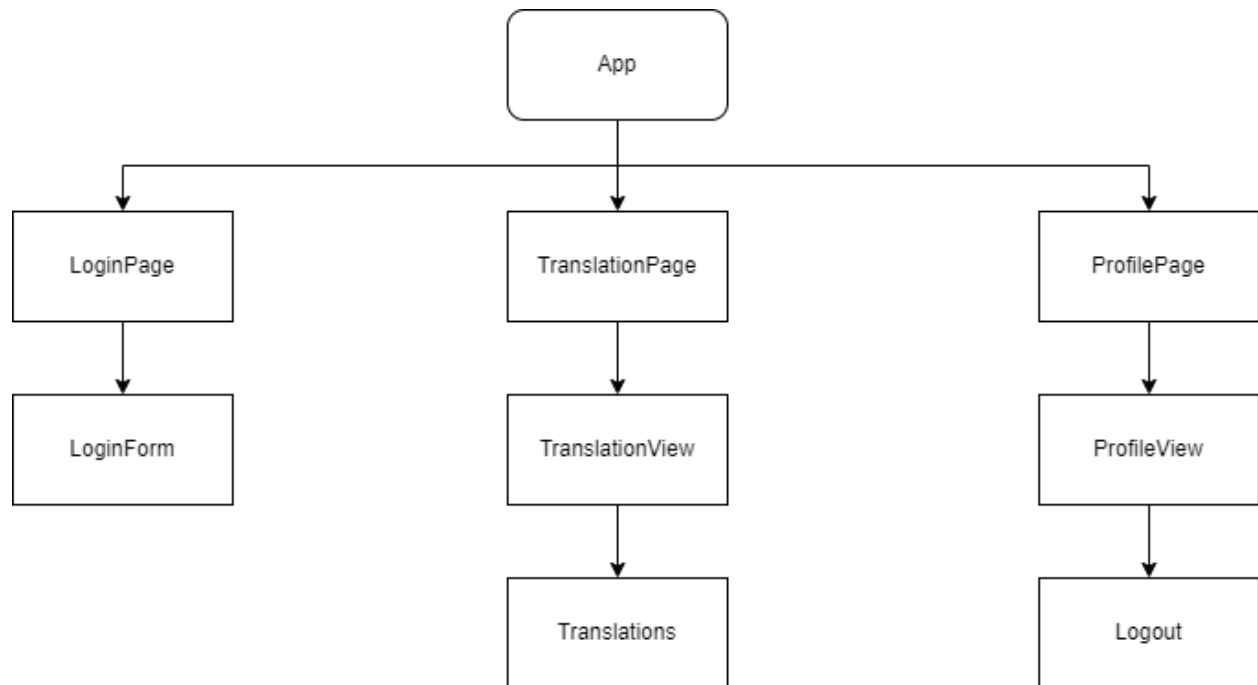 App
LoginPage
TranslationPage
ProfilePage
LoginForm
TranslationView
ProfileView
Translations
Logout